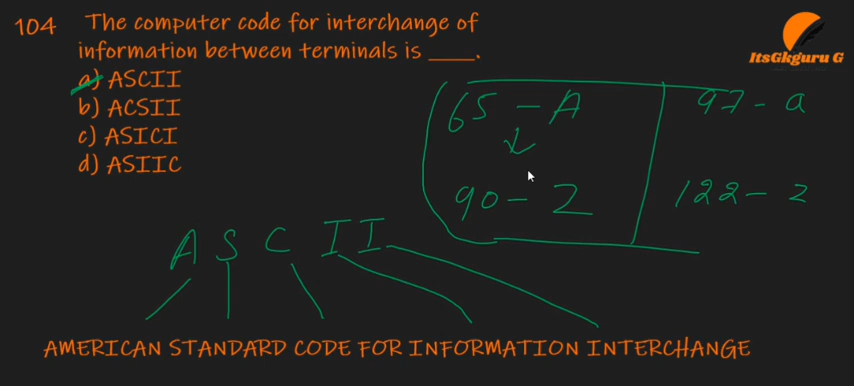 104 The computer code for interchange of
information between terminals is ____.
a) ASCII
b) ACSII
c) ASICI
d) ASIIC
ItsGkguru G
65 - A
97 - a
90 - Z
122 - z
A S C I I
AMERICAN STANDARD CODE FOR INFORMATION INTERCHANGE